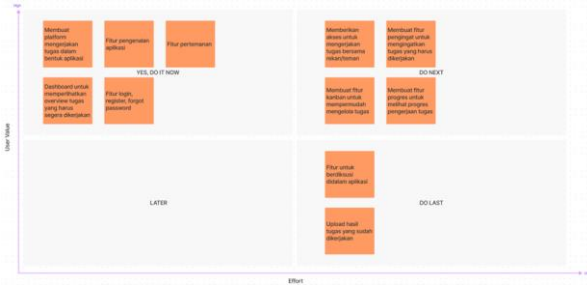 High
Membuat
platform
mengerjakan
tugas dalam
bentuk aplikasi
Fitur pengenalan
aplikasi
Fitur pertemanan
YES, DO IT NOW
Dashboard untuk
memperlihatkan
overview tugas
yang harus
segera dikerjakan
Fitur login,
register, forgot
password
Memberikan
akses untuk
mengerjakan
tugas bersama
rekan/teman
Membuat fitur
pengingat untuk
mengingatkan
tugas yang harus
dikerjakan
DO NEXT
Membuat fitur
kanban untuk
mempermudah
mengelola tugas
Membuat fitur
progres untuk
melihat progres
pengerjaan tugas
User Value
LATER
Fitur untuk
berdikusi
didalam aplikasi
DO LAST
Upload hasil
tugas yang sudah
dikerjakan
Effort